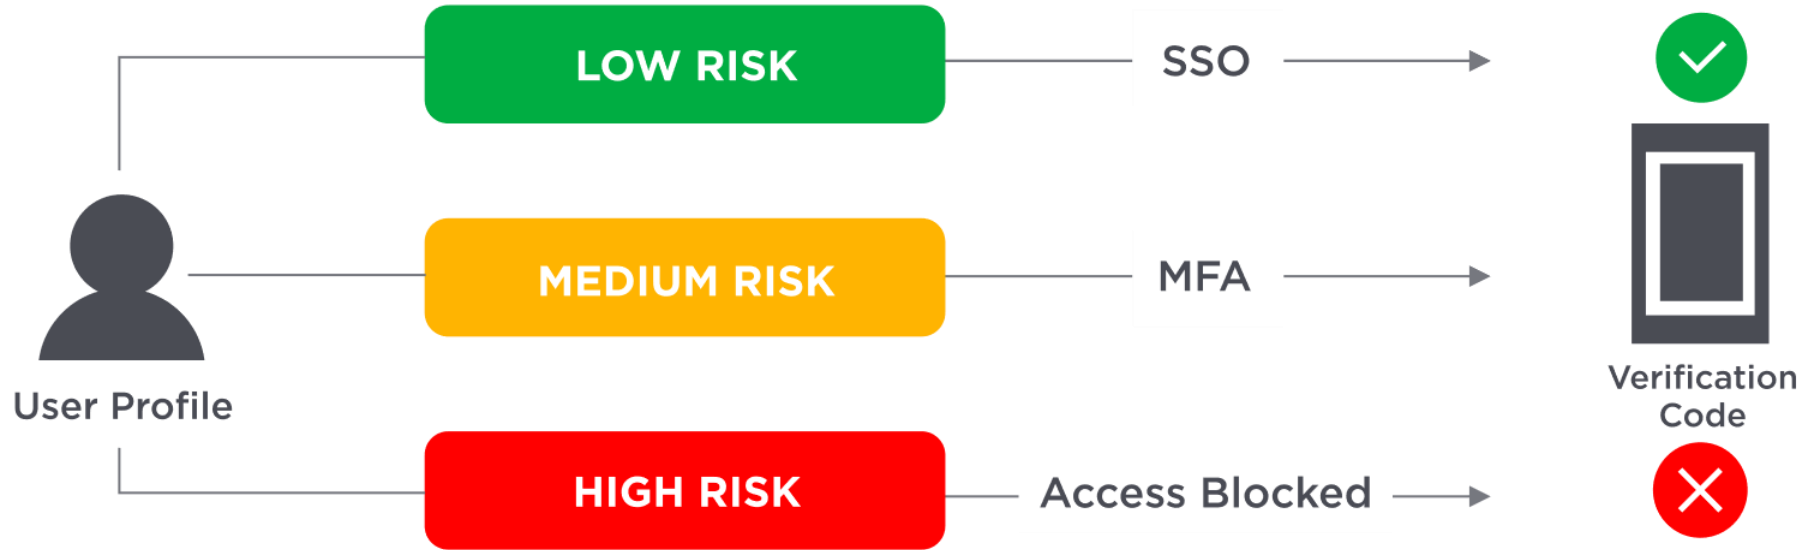 LOW RISK
SSO
MEDIUM RISK
MFA
User Profile
Verification
Code
HIGH RISK
Access Blocked